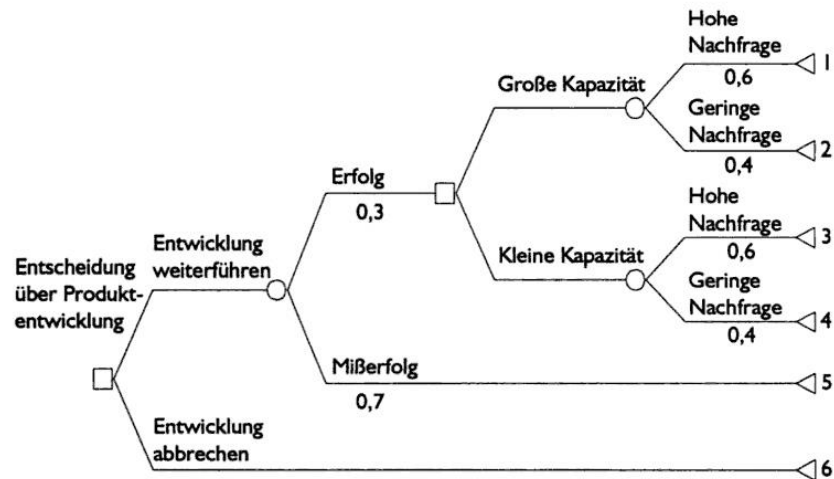 Hohe
Nachfrage
0,6
1
Große Kapazität
Geringe
Nachfrage
0,4
2
Erfolg
0,3
Hohe
Nachfrage
0,6
3
Entwicklung
weiterführen
Kleine Kapazität
Geringe
Nachfrage
0,4
4
Entscheidung
über Produkt-
entwicklung
Mißerfolg
0,7
5
Entwicklung
abbrechen
6